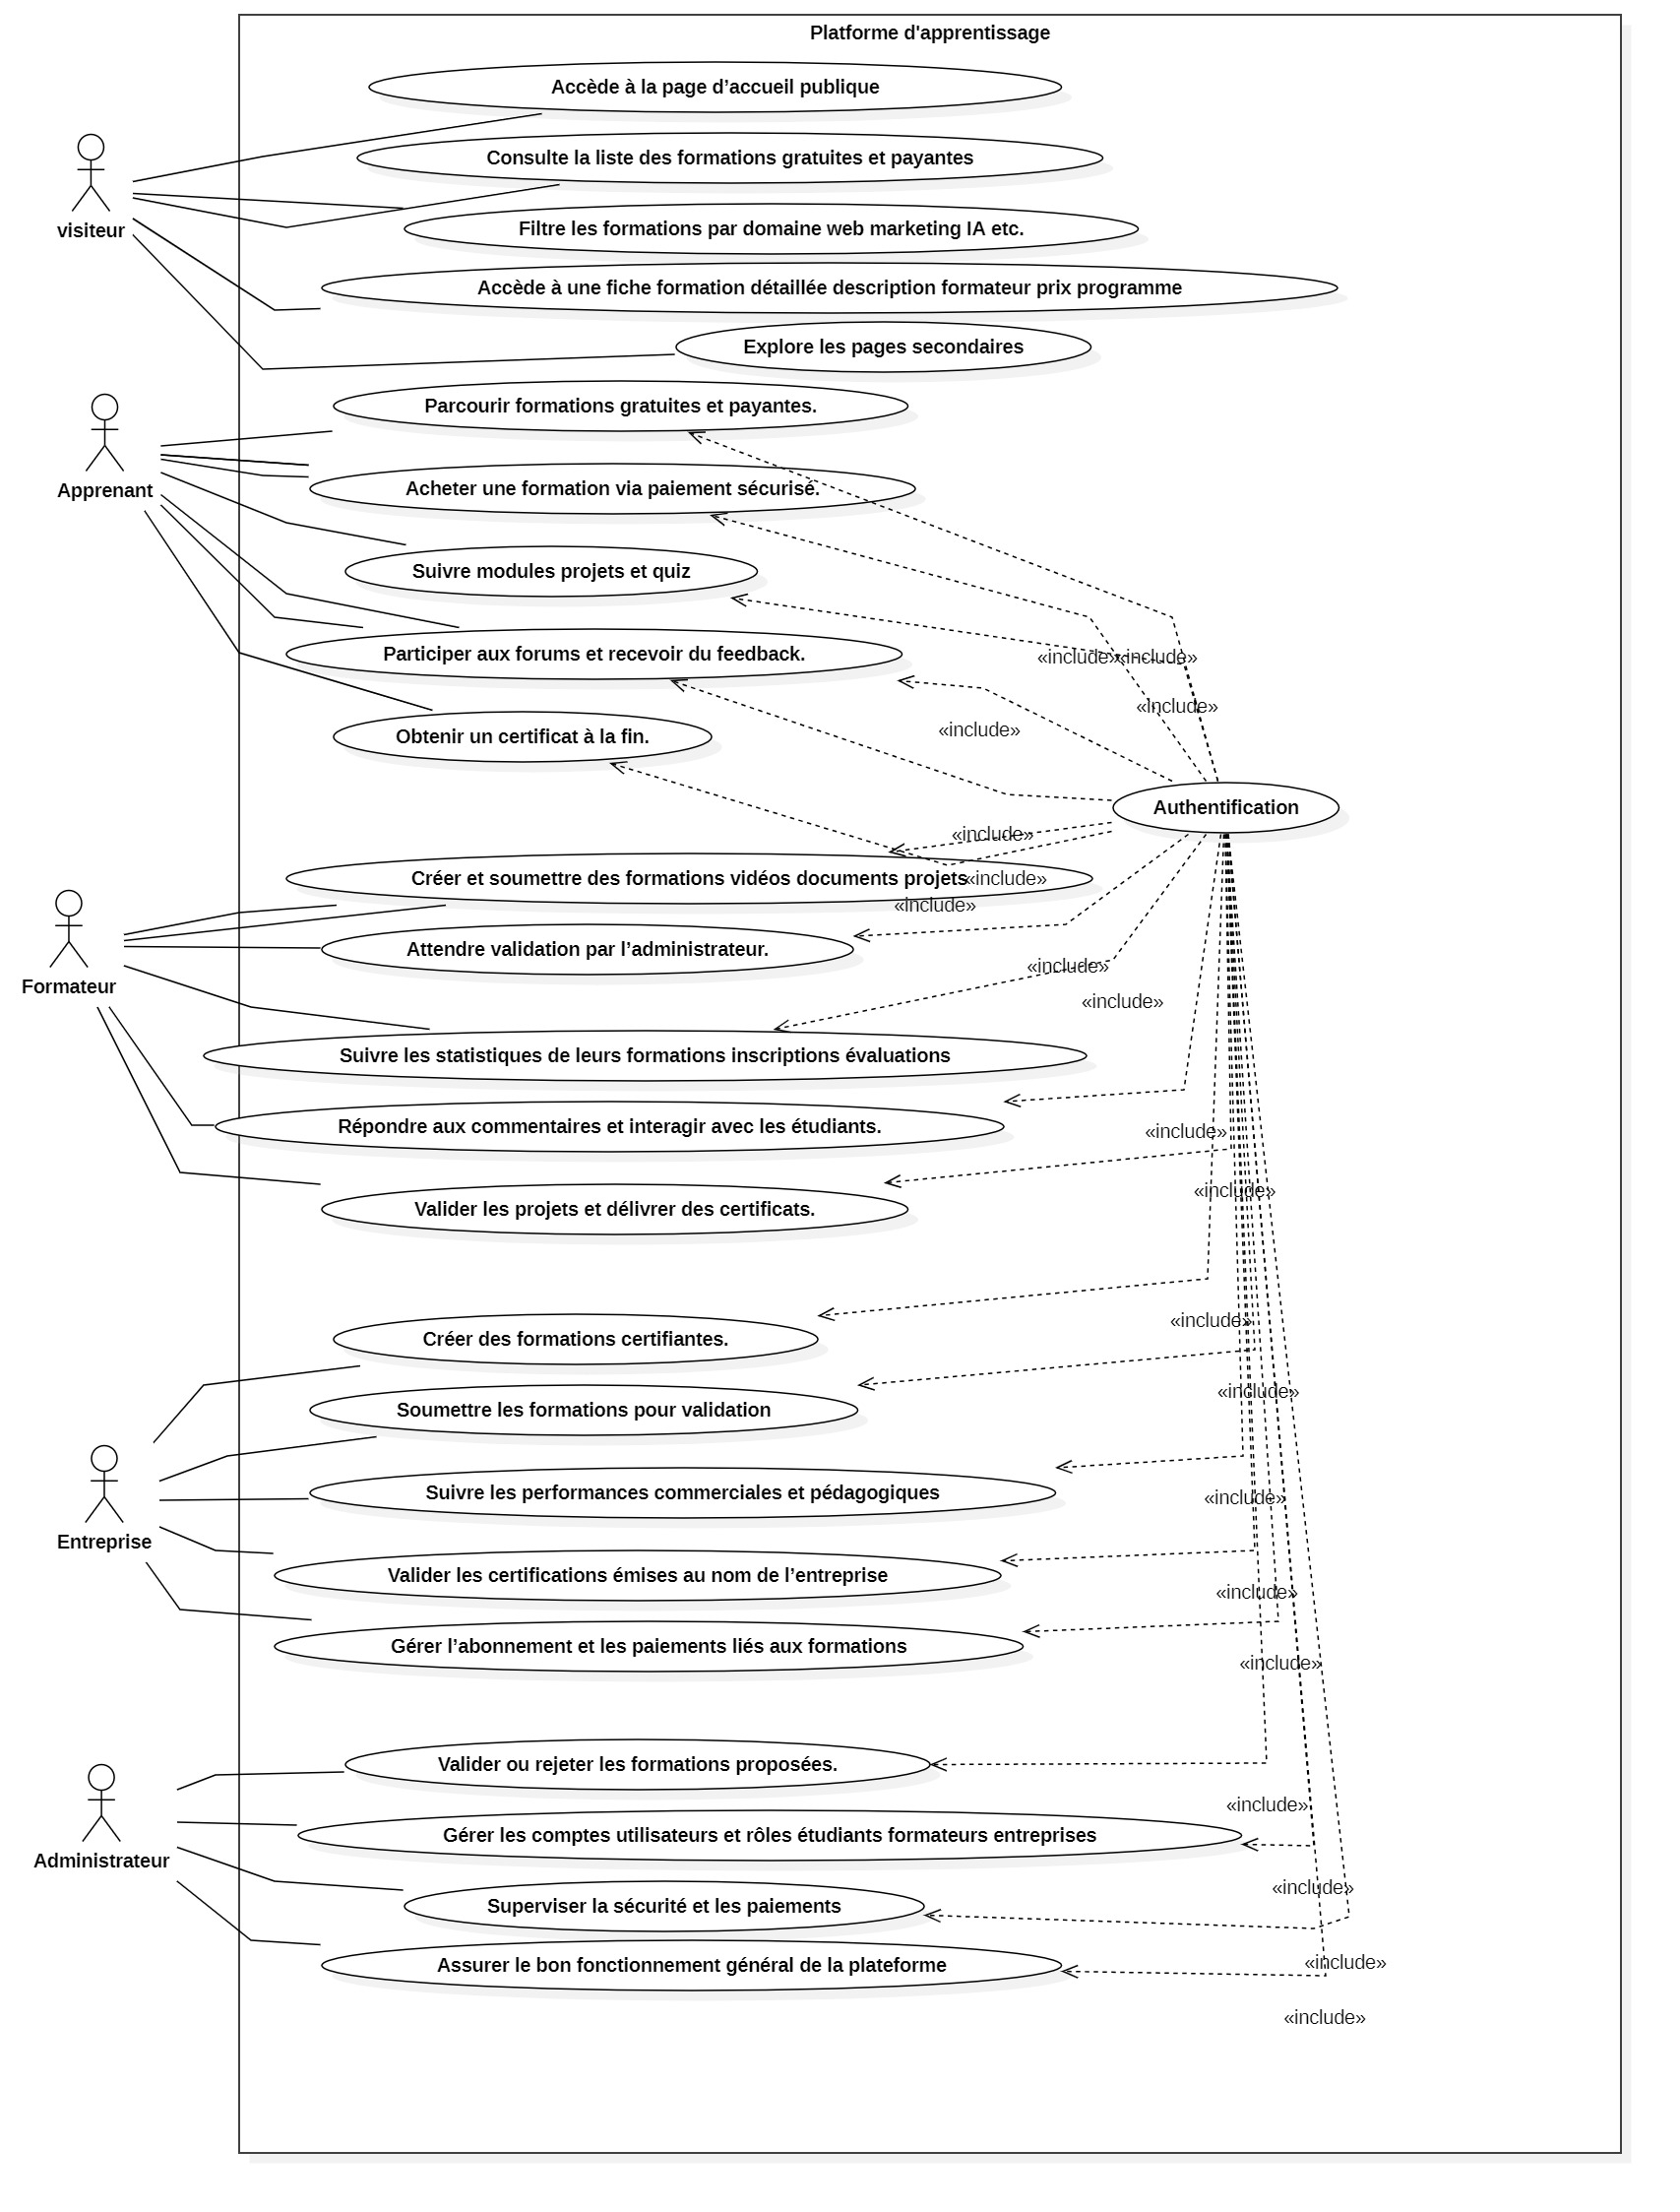 Platforme d'apprentissage
Accède à la page d’accueil publique
Consulte la liste des formations gratuites et payantes
visiteur
Filtre les formations par domaine web marketing IA etc.
Accède à une fiche formation détaillée description formateur prix programme
Explore les pages secondaires
Parcourir formations gratuites et payantes.
Apprenant
Acheter une formation via paiement sécurisé.
Suivre modules projets et quiz
Participer aux forums et recevoir du feedback.
«include»
«include»
«include»
«include»
Obtenir un certificat à la fin.
Authentification
«include»
Créer et soumettre des formations vidéos documents projets
«include»
«include»
Attendre validation par l’administrateur.
«include»
Formateur
«include»
Suivre les statistiques de leurs formations inscriptions évaluations
Répondre aux commentaires et interagir avec les étudiants.
«include»
«include»
Valider les projets et délivrer des certificats.
«include»
Créer des formations certifiantes.
«include»
Soumettre les formations pour validation
Suivre les performances commerciales et pédagogiques
«include»
Entreprise
Valider les certifications émises au nom de l’entreprise
«include»
Gérer l’abonnement et les paiements liés aux formations
«include»
Valider ou rejeter les formations proposées.
«include»
Gérer les comptes utilisateurs et rôles étudiants formateurs entreprises
Administrateur
«include»
Superviser la sécurité et les paiements
«include»
Assurer le bon fonctionnement général de la plateforme
«include»